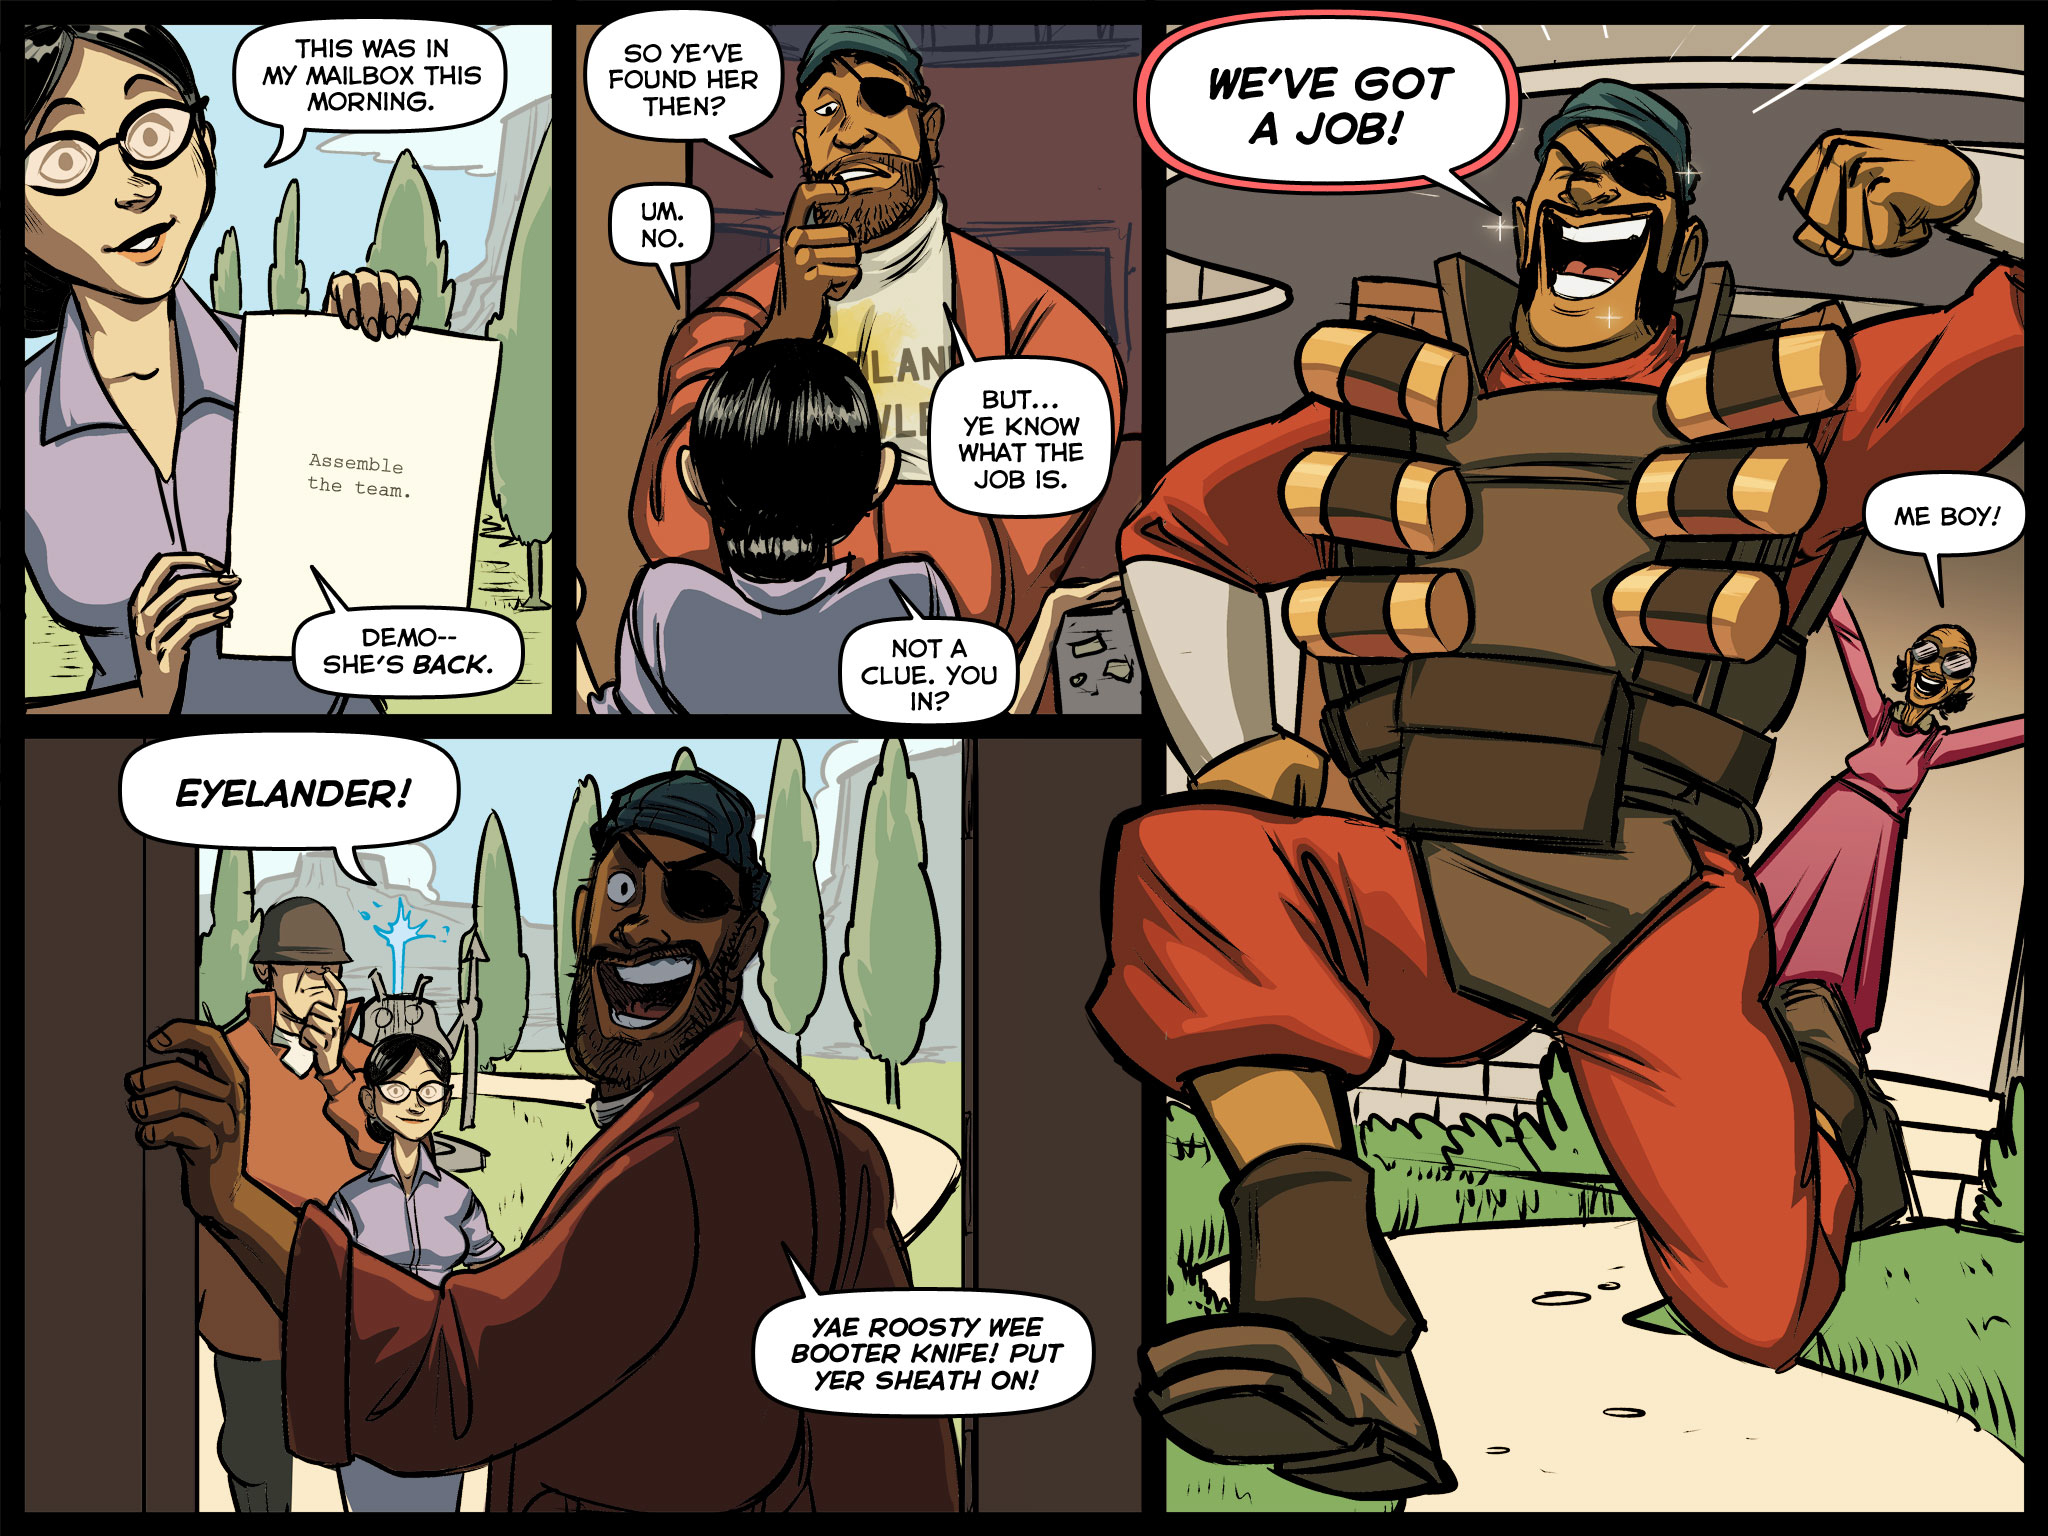 THIS WAS IN
MY MAILBOX THIS
MORNING.
Assemble
the team.
DEMO--
SHE'S BACK.
SO YE'VE
FOUND HER
THEN?
UM.
NO.
BUT...
YE KNOW
WHAT THE
JOB IS.
NOT A
CLUE. YOU
IN?
EYELANDER!
YAE ROOSTY WEE
BOOTER KNIFE! PUT
YER SHEATH ON!
WE'VE GOT
A JOB!
ME BOY!